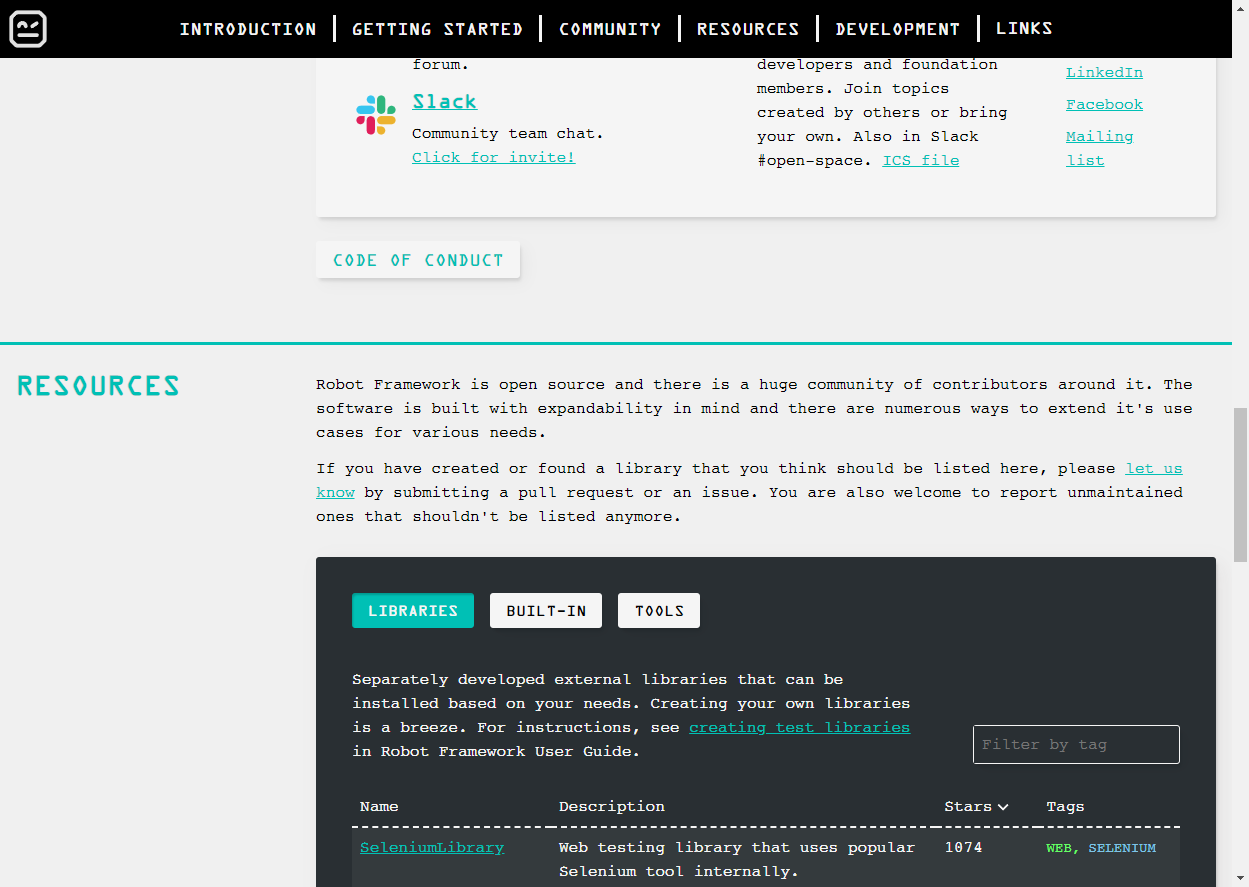 INTRODUCTION
GETTING STARTED
COMMUNITY
RESOURCES
DEVELOPMENT
LINKS
forum.
Slack
Community team chat.
Click for invite!
developers and foundation
members. Join topics
created by others or bring
your own. Also in Slack
#open-space. ICS file
LinkedIn
Facebook
Mailing
list
CODE OF CONDUCT
RESOURCES
Robot Framework is open source and there is a huge community of contributors around it. The
software is built with expandability in mind and there are numerous ways to extend it's use
cases for various needs.
If you have created or found a library that you think should be listed here, please let us
know by submitting a pull request or an issue. You are also welcome to report unmaintained
ones that shouldn't be listed anymore.
LIBRARIES
BUILT-IN
TOOLS
Separately developed external libraries that can be
installed based on your needs. Creating your own libraries
is a breeze. For instructions, see creating test libraries
in Robot Framework User Guide.
Filter by tag
Name Description Stars Tags
SeleniumLibrary Web testing library that uses popular 1074 WEB, SELENIUM
Selenium tool internally.